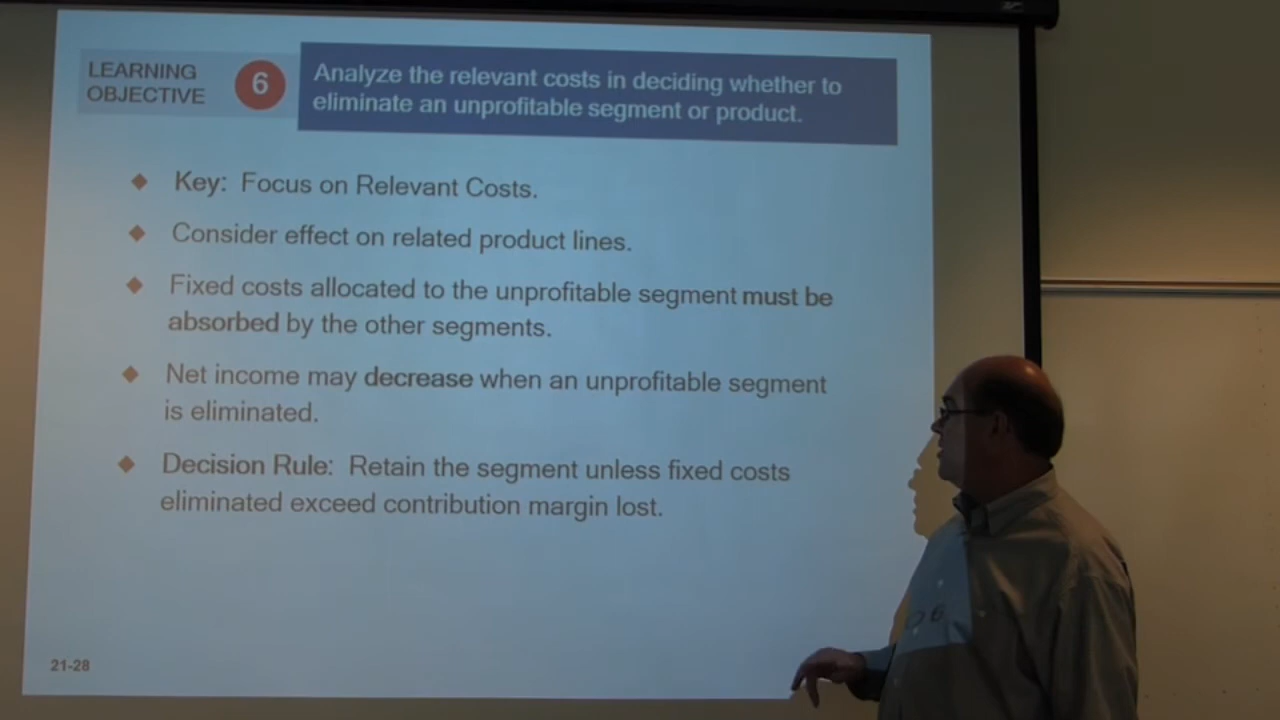 LEARNING
OBJECTIVE
6
Analyze the relevant costs in deciding whether to
eliminate an unprofitable segment or product.
Key: Focus on Relevant Costs.
Consider effect on related product lines.
Fixed costs allocated to the unprofitable segment must be
absorbed by the other segments.
Net income may decrease when an unprofitable segment
is eliminated.
Decision Rule: Retain the segment unless fixed costs
eliminated exceed contribution margin lost.
21-28